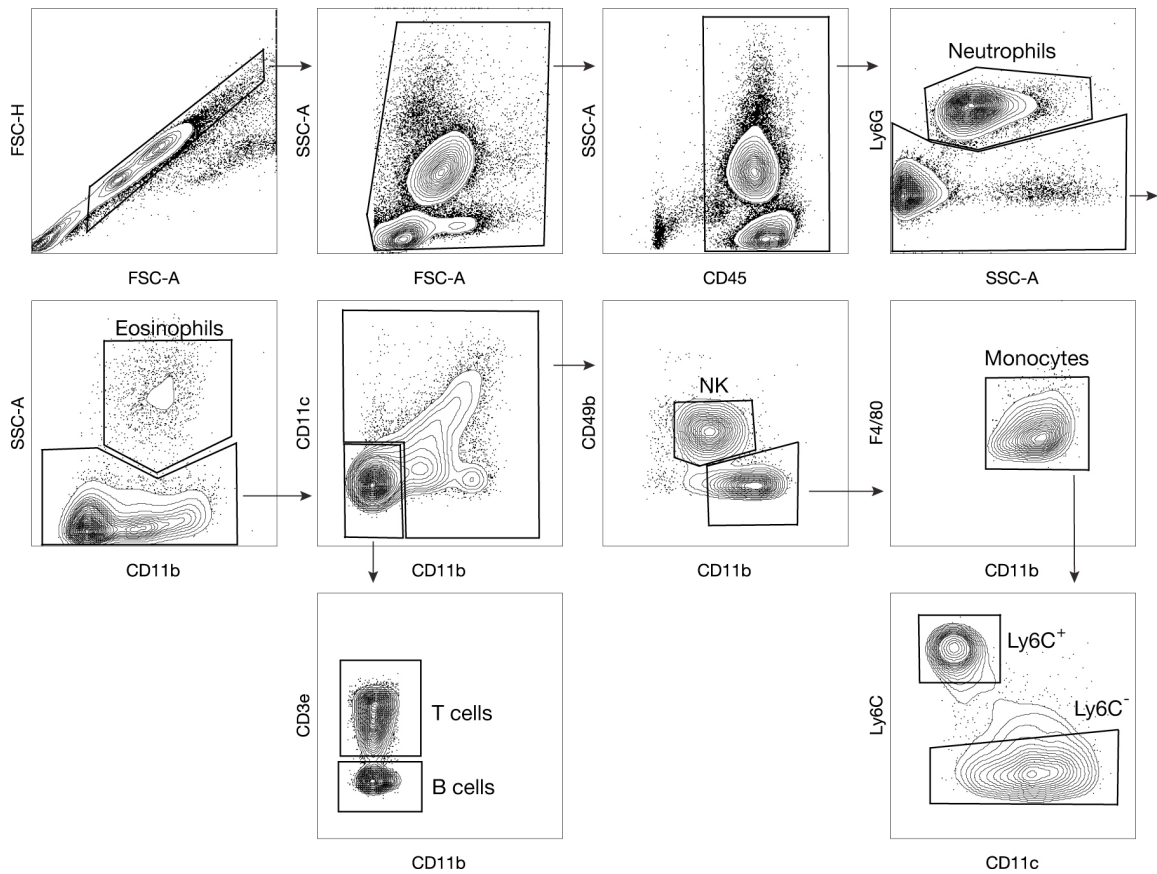 FSC-H
FSC-A
SSC-A
FSC-A
SSC-A
CD45
Neutrophils
Ly6G
SSC-A
Eosinophils
SSC-A
CD11b
CD11c
CD11b
NK
CD49b
CD11b
Monocytes
F4/80
CD11b
CD3e
T cells
B cells
CD11b
Ly6C+
Ly6C-
Ly6C
CD11c